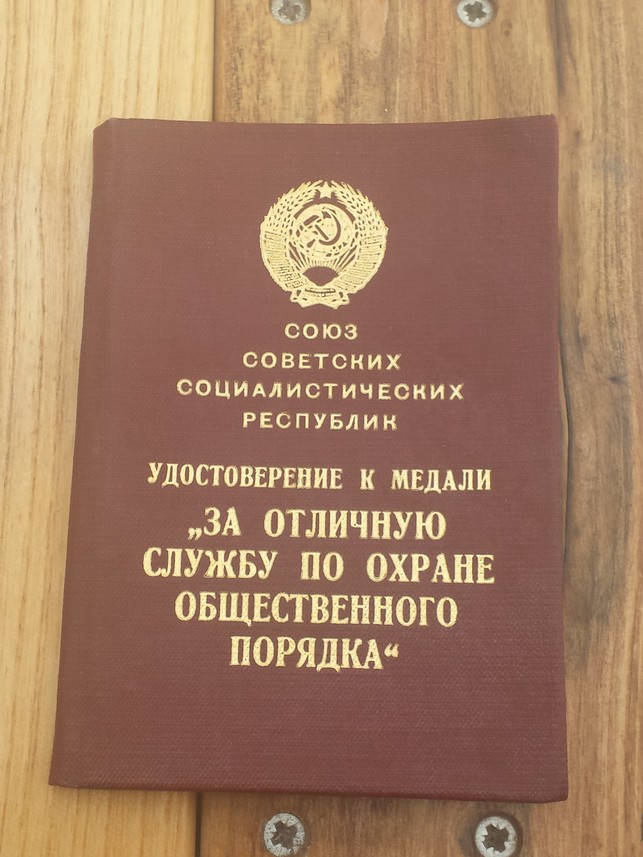 СОЮЗ
СОВЕТСКИХ
СОЦИАЛИСТИЧЕСКИХ
РЕСПУБЛИК
УДОСТОВЕРЕНИЕ К МЕДАЛИ
„ЗА ОТЛИЧНУЮ
СЛУЖБУ ПО ОХРАНЕ
ОБЩЕСТВЕННОГО
ПОРЯДКА“